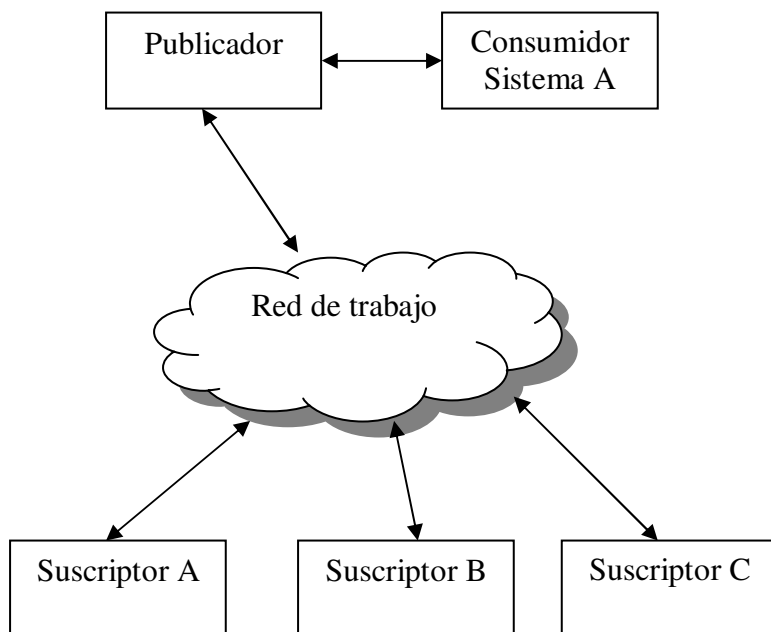 Publicador
Consumidor
Sistema A
Red de trabajo
Suscriptor A
Suscriptor B
Suscriptor C